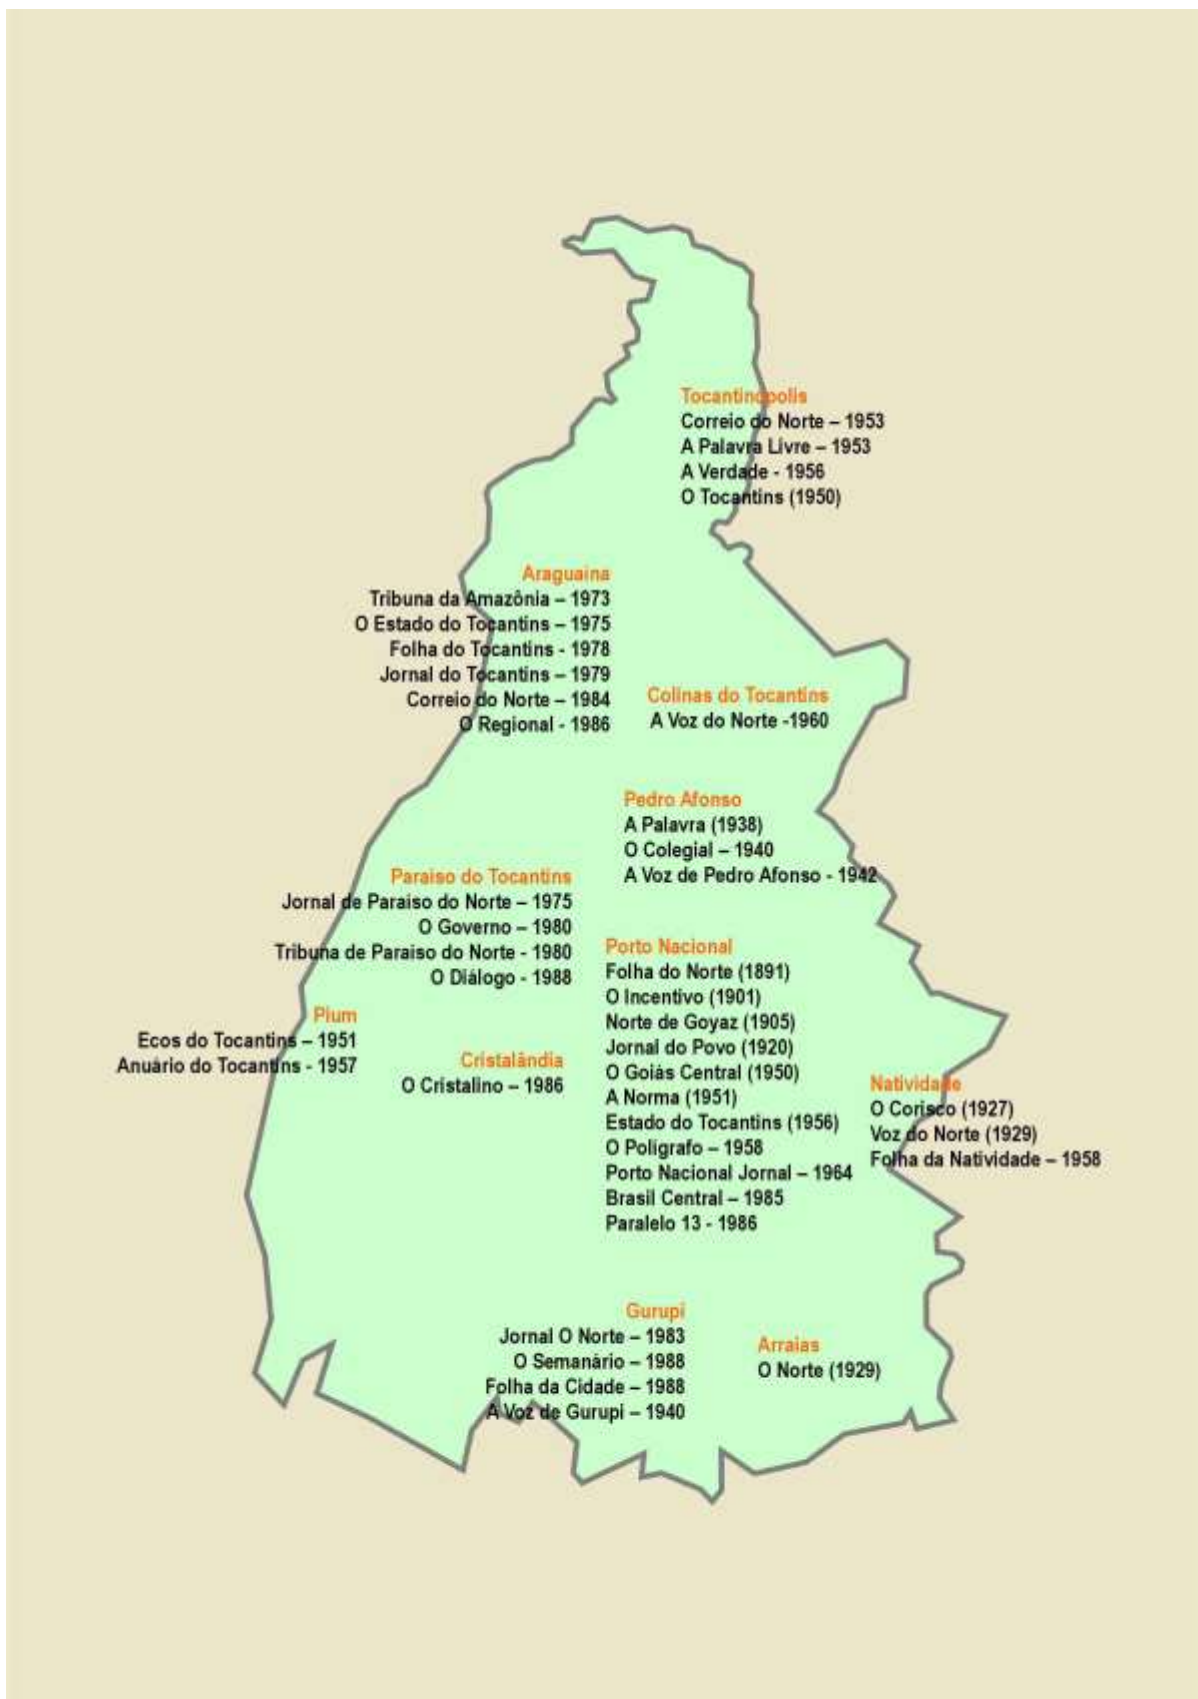 Tocantinópolis
Correio do Norte – 1953
A Palavra Livre – 1953
A Verdade - 1956
O Tocantins (1950)
Araguaina
Tribuna da Amazônia – 1973
O Estado do Tocantins – 1975
Folha do Tocantins - 1978
Jornal do Tocantins – 1979
Correio do Norte – 1984
O Regional - 1986
Colinas do Tocantins
A Voz do Norte -1960
Pedro Afonso
A Palavra (1938)
O Colegial – 1940
A Voz de Pedro Afonso - 1942
Paraiso do Tocantins
Jornal de Paraiso do Norte – 1975
O Governo – 1980
Tribuna de Paraiso do Norte - 1980
O Diálogo - 1988
Porto Nacional
Folha do Norte (1891)
O Incentivo (1901)
Norte de Goyaz (1905)
Jornal do Povo (1920)
O Goiás Central (1950)
A Norma (1951)
Estado do Tocantins (1956)
O Polígrafo – 1958
Porto Nacional Jornal – 1964
Brasil Central – 1985
Paralelo 13 - 1986
Pium
Ecos do Tocantins – 1951
Anuário do Tocantins - 1957
Cristalândia
O Cristalino – 1986
Natividade
O Corisco (1927)
Voz do Norte (1929)
Folha da Natividade – 1958
Gurupi
Jornal O Norte – 1983
O Semanário – 1988
Folha da Cidade – 1988
A Voz de Gurupi – 1940
Arraias
O Norte (1929)